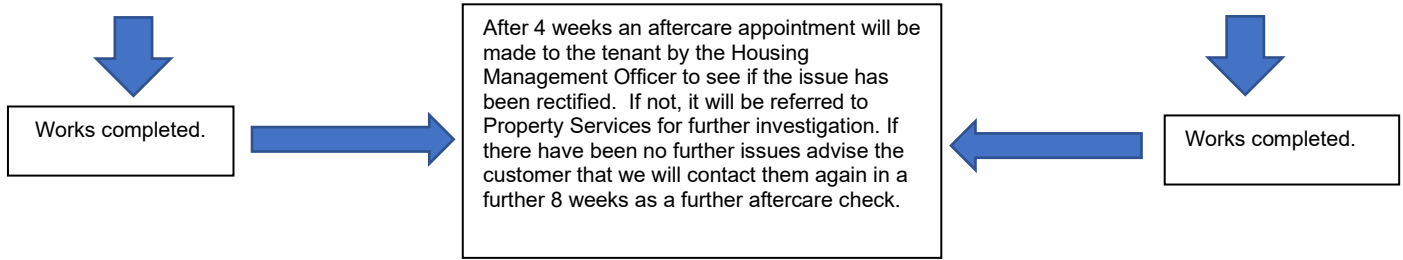 Works completed.
After 4 weeks an aftercare appointment will be
made to the tenant by the Housing
Management Officer to see if the issue has
been rectified.  If not, it will be referred to
Property Services for further investigation. If
there have been no further issues advise the
customer that we will contact them again in a
further 8 weeks as a further aftercare check.
Works completed.